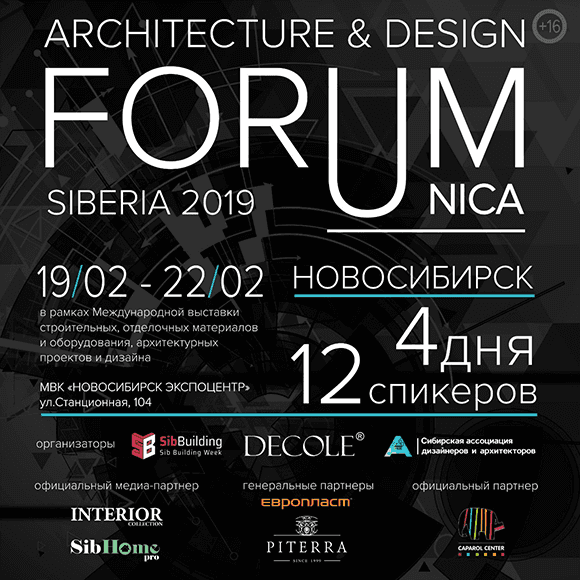 ARCHITECTURE & DESIGN
+16
FORUM
SIBERIA 2019
NICA
19/02 - 22/02
НОВОСИБИРСК
в рамках Международной выставки
строительных, отделочных материалов
и оборудования, архитектурных
проектов и дизайна
4 дня
12 спикеров
МВК «НОВОСИБИРСК ЭКСПОЦЕНТР»
ул.Станционная, 104
организаторы
SibBuilding
Sib Building Week
DECOLE®
Сибирская ассоциация
дизайнеров и архитекторов
официальный медиа-партнер
генеральные партнеры
официальный партнер
INTERIOR
COLLECTION
SibHome
pro
ЕВРОПЛАСТ
PITERRA
SINCE 1999
CAPAROL CENTER